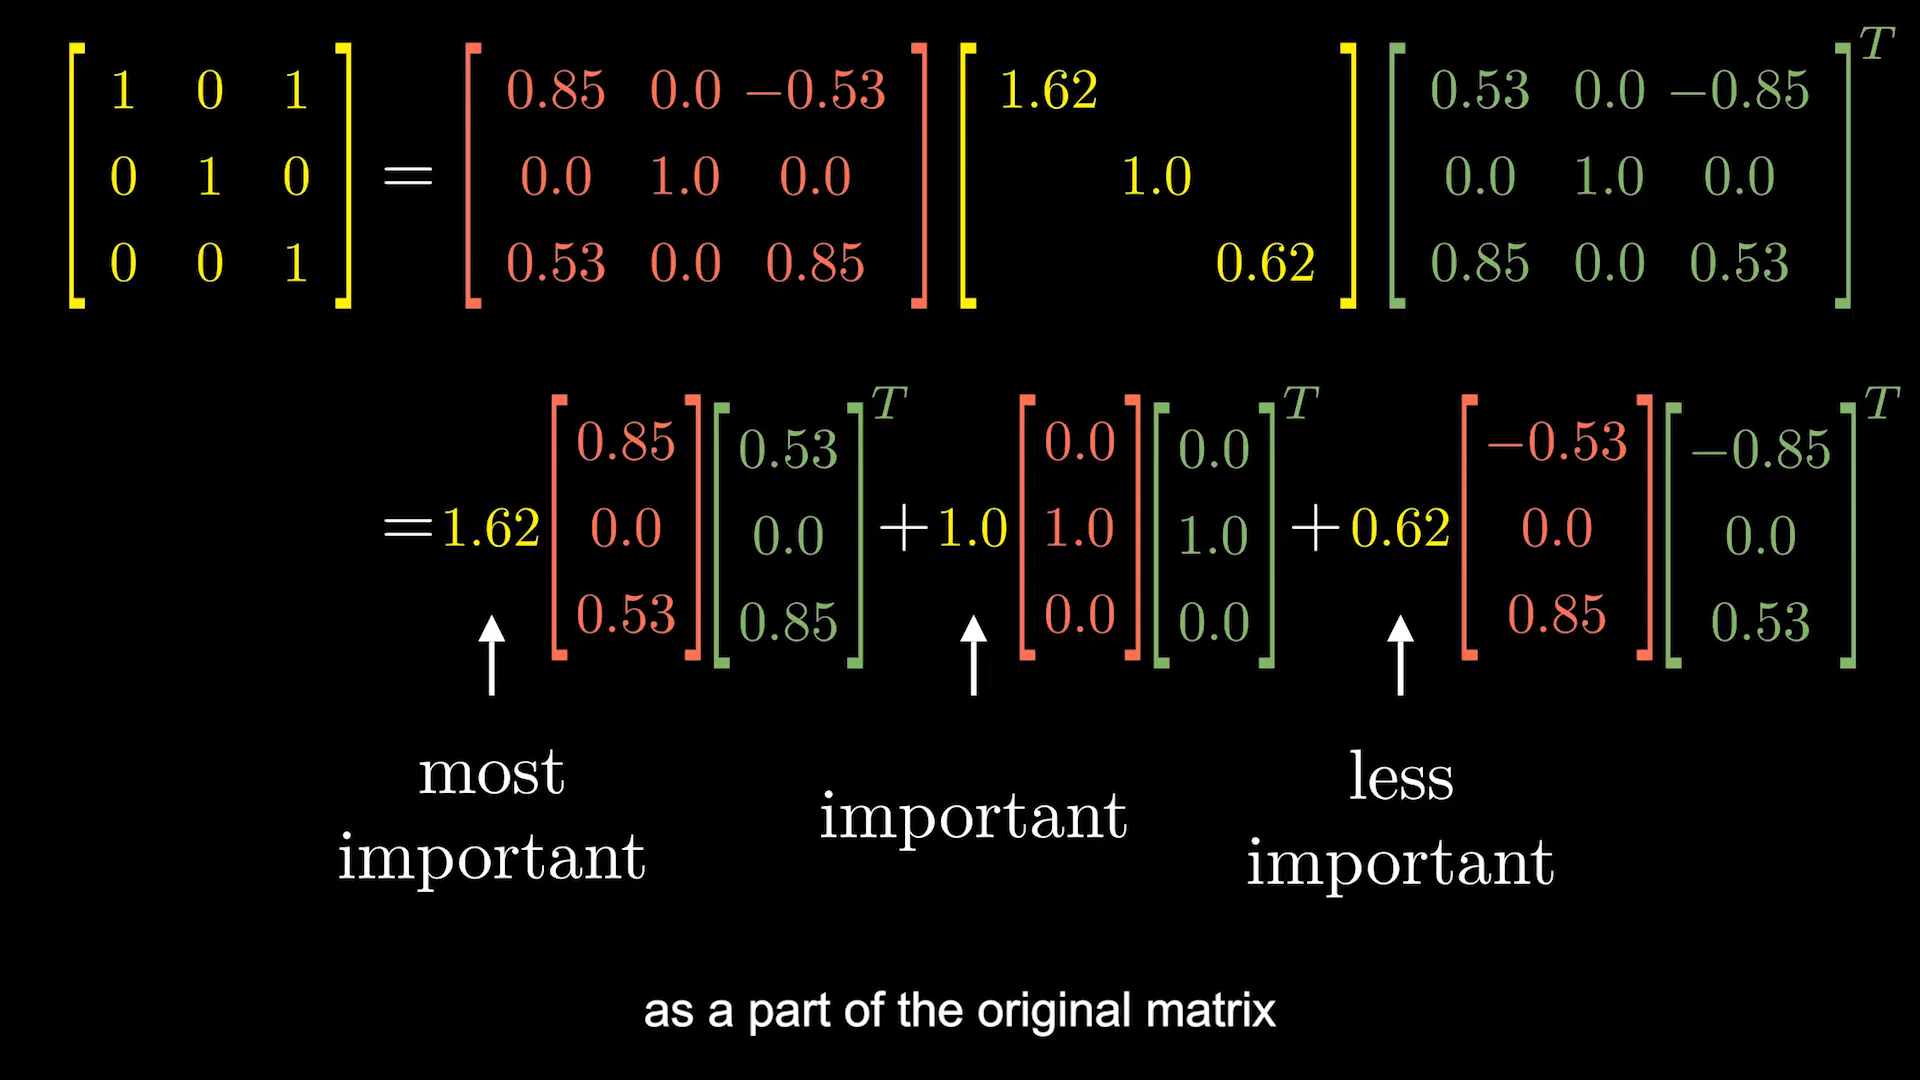 [1 0 1; 0 1 0; 0 0 1] = [0.85 0.0 −0.53; 0.0 1.0 0.0; 0.53 0.0 0.85] [1.62; 1.0; 0.62] [0.53 0.0 −0.85; 0.0 1.0 0.0; 0.85 0.0 0.53]^T
= 1.62 [0.85; 0.0; 0.53] [0.53; 0.0; 0.85]^T + 1.0 [0.0; 1.0; 0.0] [0.0; 1.0; 0.0]^T + 0.62 [−0.53; 0.0; 0.85] [−0.85; 0.0; 0.53]^T
most
important
important
less
important
as a part of the original matrix